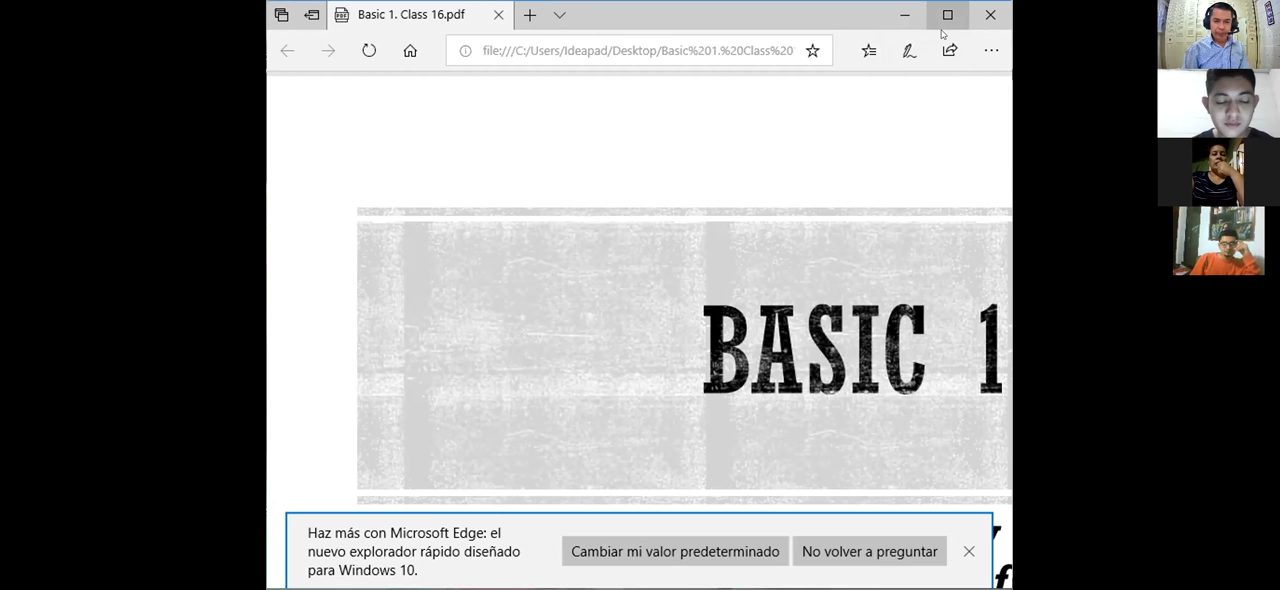 Basic 1. Class 16.pdf
file:///C:/Users/Ideapad/Desktop/Basic%201.%20Class%20
BASIC 1
Haz más con Microsoft Edge: el
nuevo explorador rápido diseñado
para Windows 10.
Cambiar mi valor predeterminado
No volver a preguntar